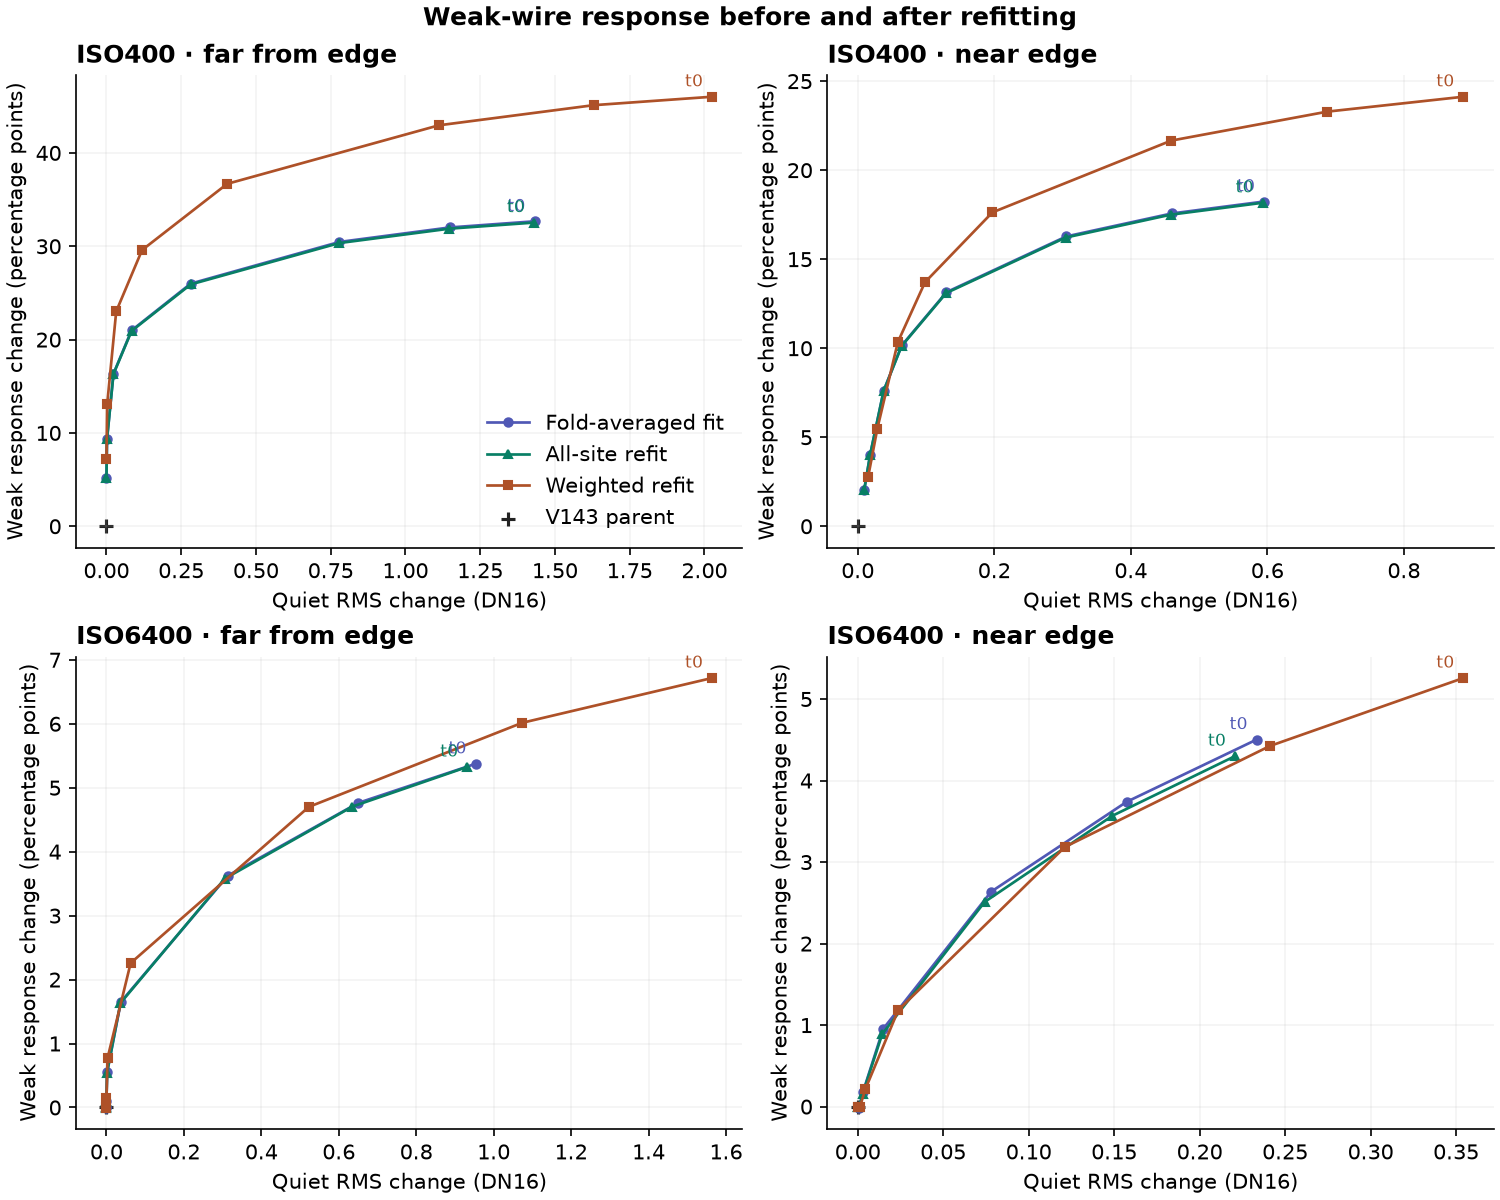 Weak-wire response before and after refitting
ISO400 · far from edge
Weak response change (percentage points)
40
30
20
10
0
t0
t0
Fold-averaged fit
All-site refit
Weighted refit
V143 parent
0.00 0.25 0.50 0.75 1.00 1.25 1.50 1.75 2.00
Quiet RMS change (DN16)
ISO400 · near edge
Weak response change (percentage points)
25
20
15
10
5
0
t0
t0
t0
0.0 0.2 0.4 0.6 0.8
Quiet RMS change (DN16)
ISO6400 · far from edge
Weak response change (percentage points)
7
6
5
4
3
2
1
0
t0
t0
t0
0.0 0.2 0.4 0.6 0.8 1.0 1.2 1.4 1.6
Quiet RMS change (DN16)
ISO6400 · near edge
Weak response change (percentage points)
5
4
3
2
1
0
t0
t0
t0
0.00 0.05 0.10 0.15 0.20 0.25 0.30 0.35
Quiet RMS change (DN16)